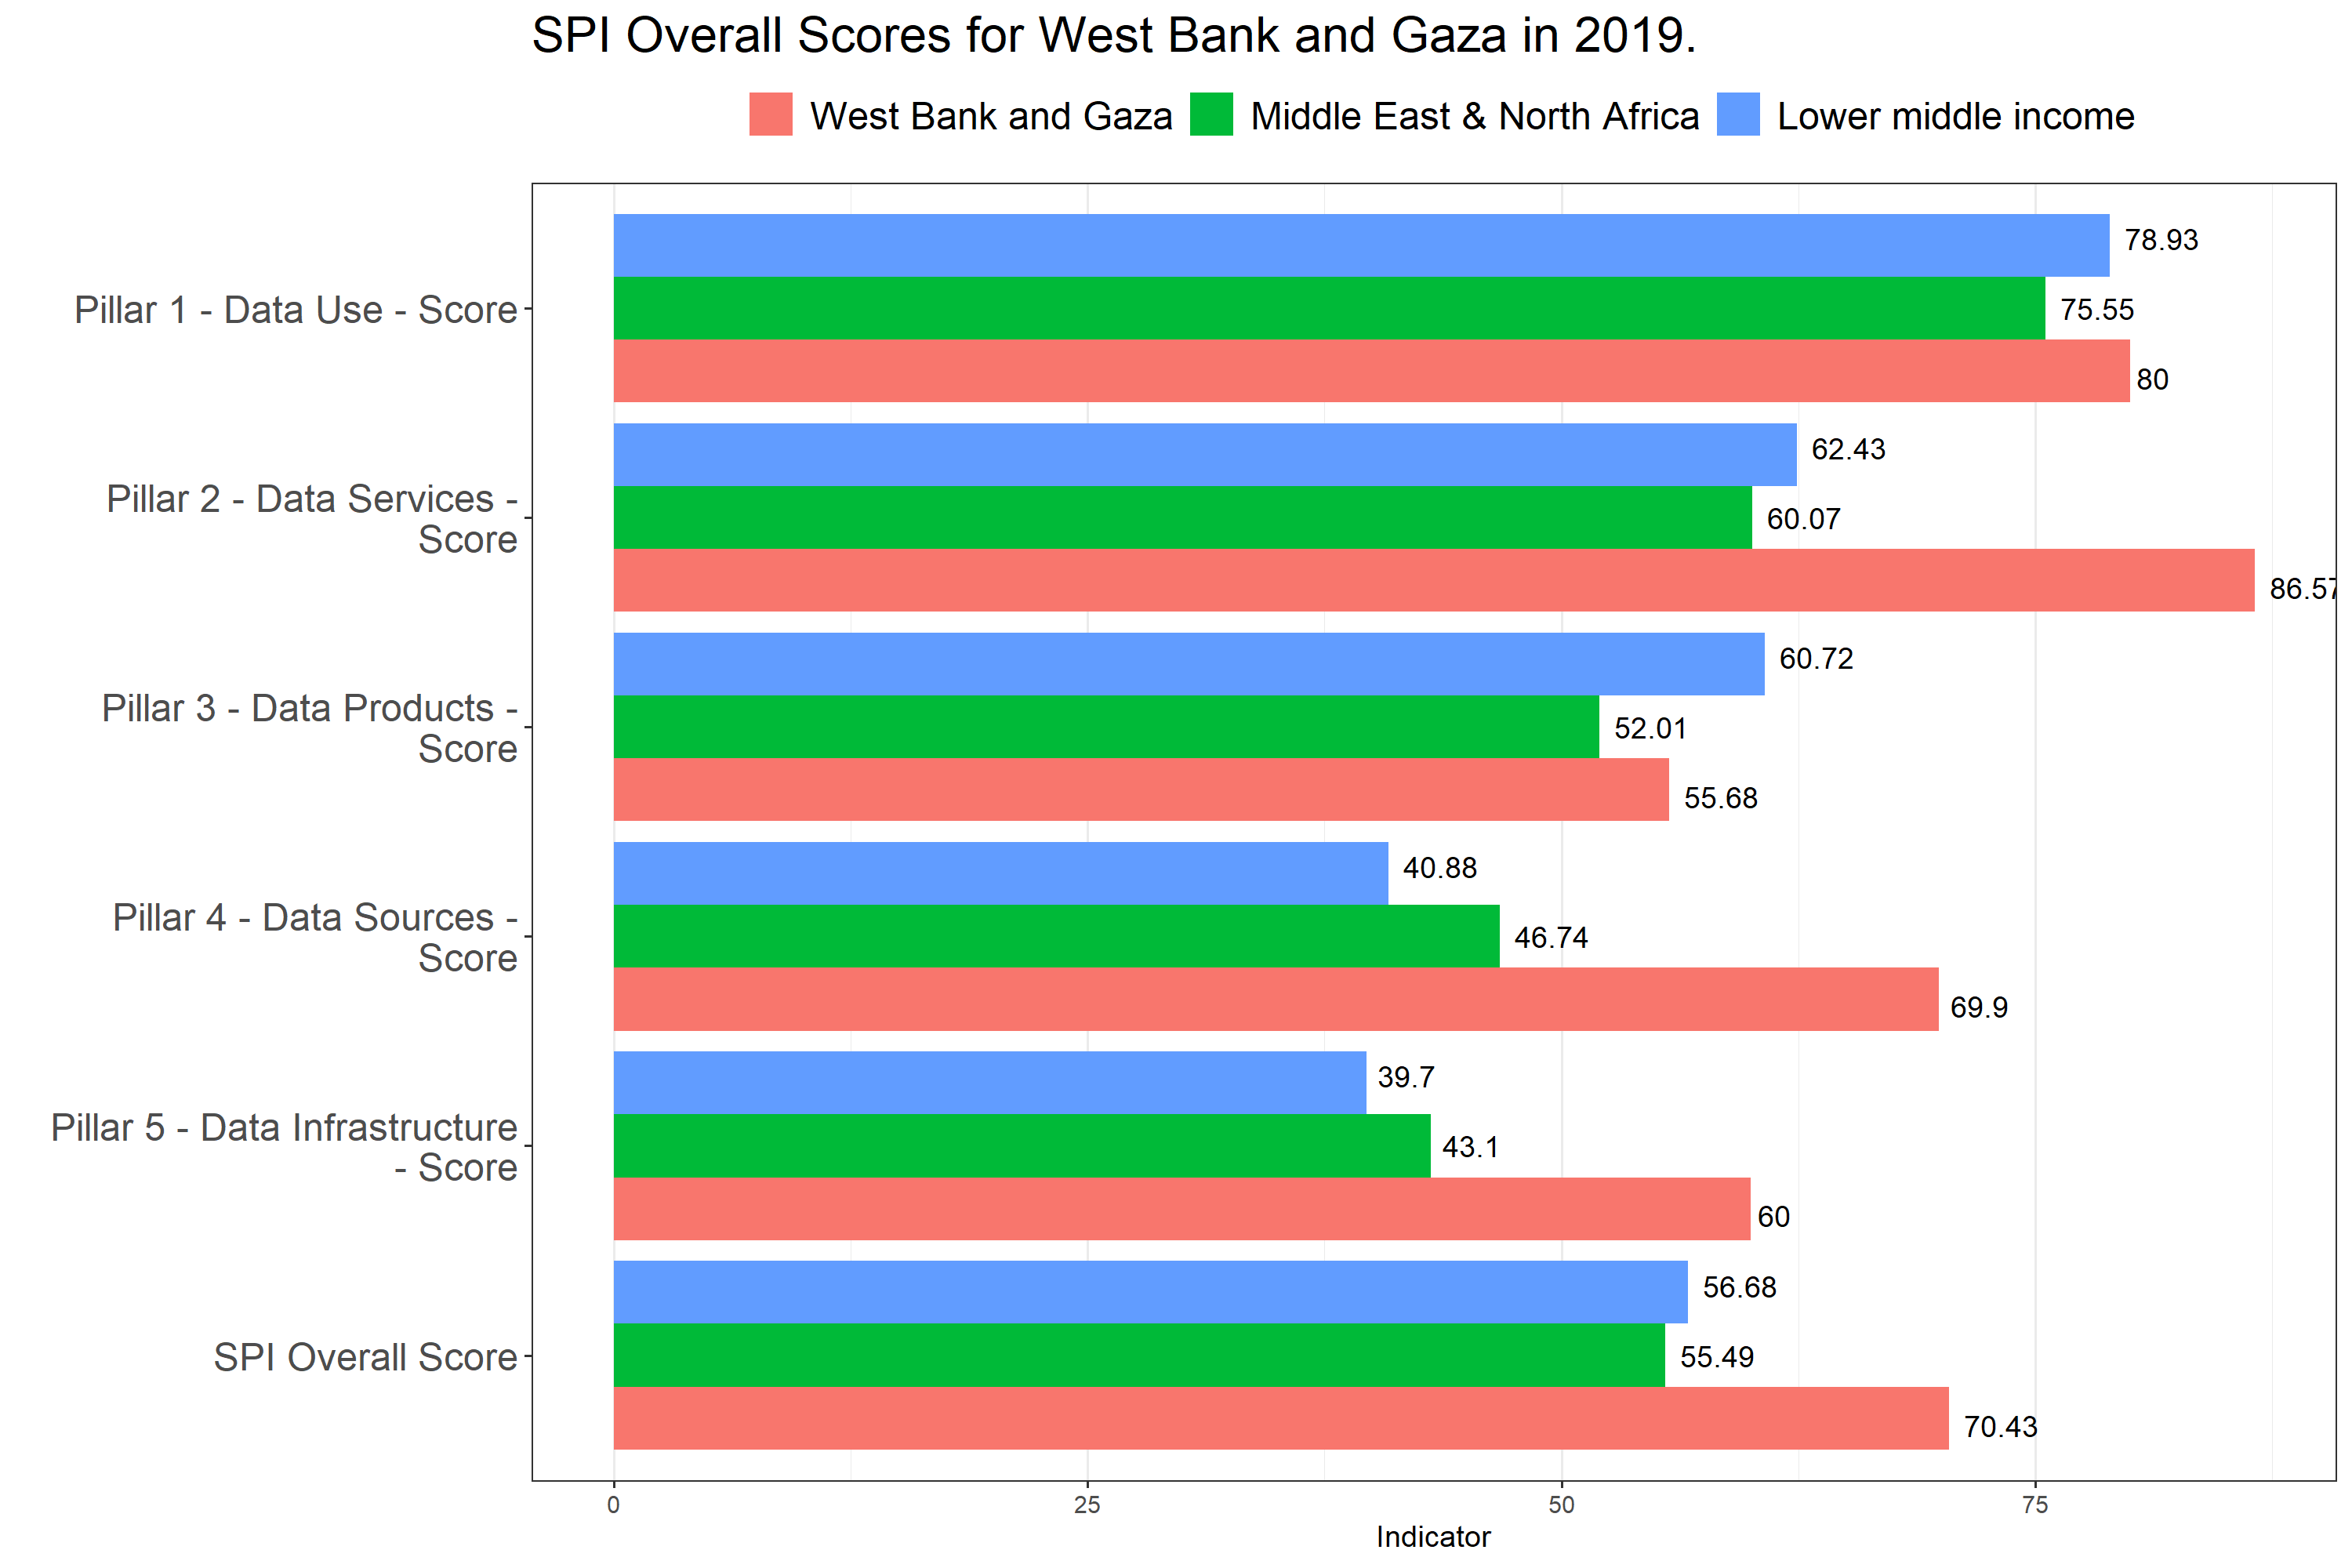 SPI Overall Scores for West Bank and Gaza in 2019.
West Bank and Gaza Middle East & North Africa Lower middle income
Pillar 1 - Data Use - Score
78.93
75.55
80
Pillar 2 - Data Services -
Score
62.43
60.07
86.57
Pillar 3 - Data Products -
Score
60.72
52.01
55.68
Pillar 4 - Data Sources -
Score
40.88
46.74
69.9
Pillar 5 - Data Infrastructure
- Score
39.7
43.1
60
SPI Overall Score
56.68
55.49
70.43
0 25 50 75
Indicator